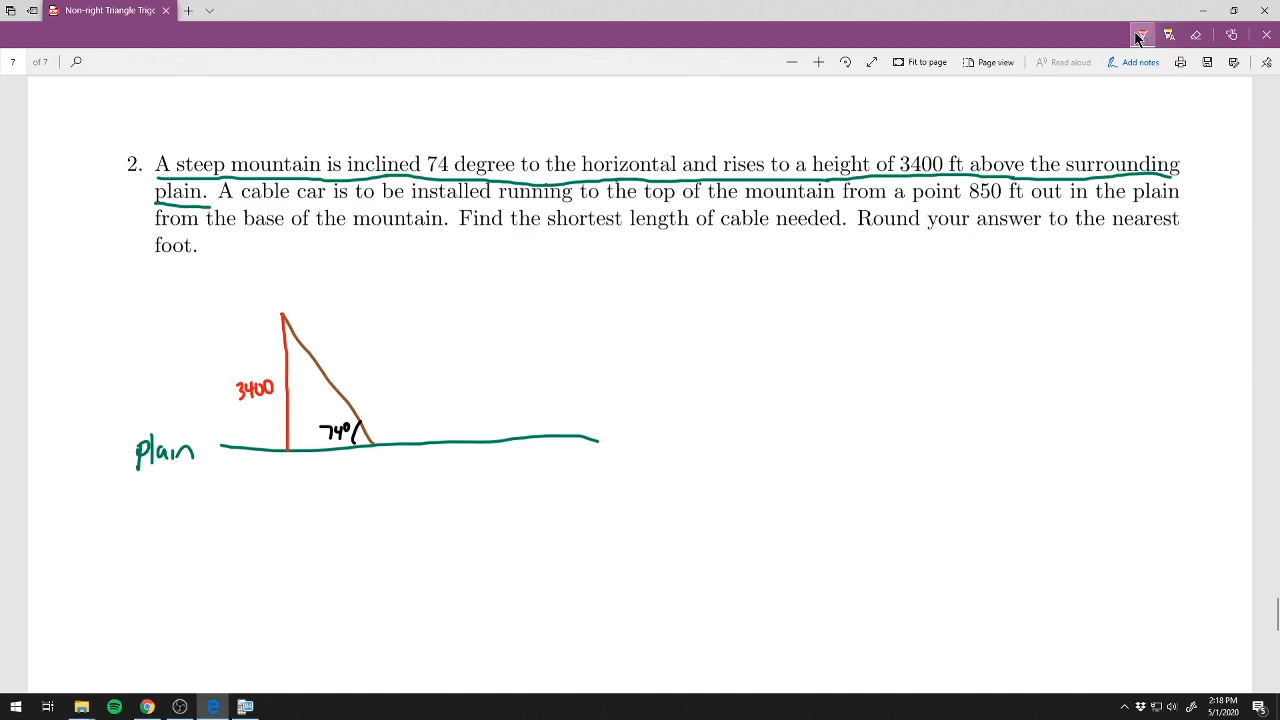 Non-right Triangle Trigo
7 of 7
Fit to page
Page view
Read aloud
Add notes
2. A steep mountain is inclined 74 degree to the horizontal and rises to a height of 3400 ft above the surrounding
plain. A cable car is to be installed running to the top of the mountain from a point 850 ft out in the plain
from the base of the mountain. Find the shortest length of cable needed. Round your answer to the nearest
foot.
3400
74°
plain
2:18 PM
5/1/2020